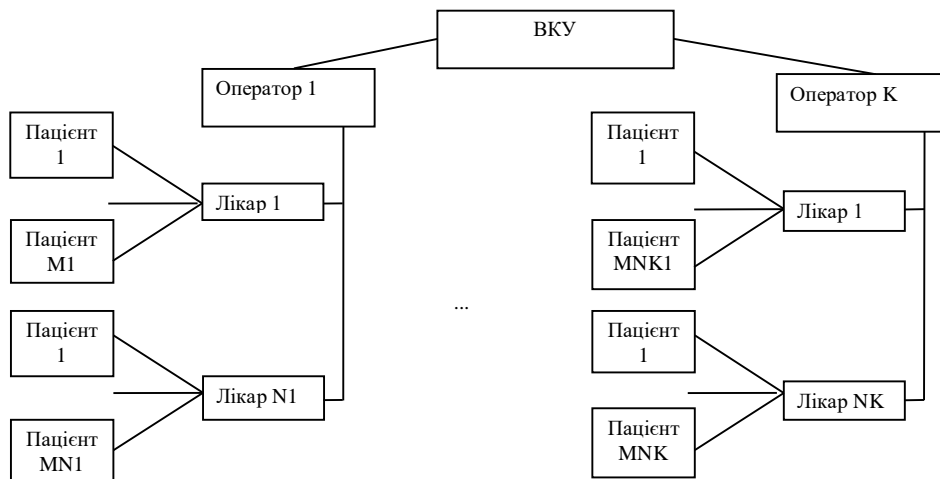 ВКУ
Оператор 1
Оператор K
Пацієнт
1
Пацієнт
1
Лікар 1
Лікар 1
Пацієнт
M1
Пацієнт
MNK1
...
Пацієнт
1
Пацієнт
1
Лікар N1
Лікар NK
Пацієнт
MN1
Пацієнт
MNK